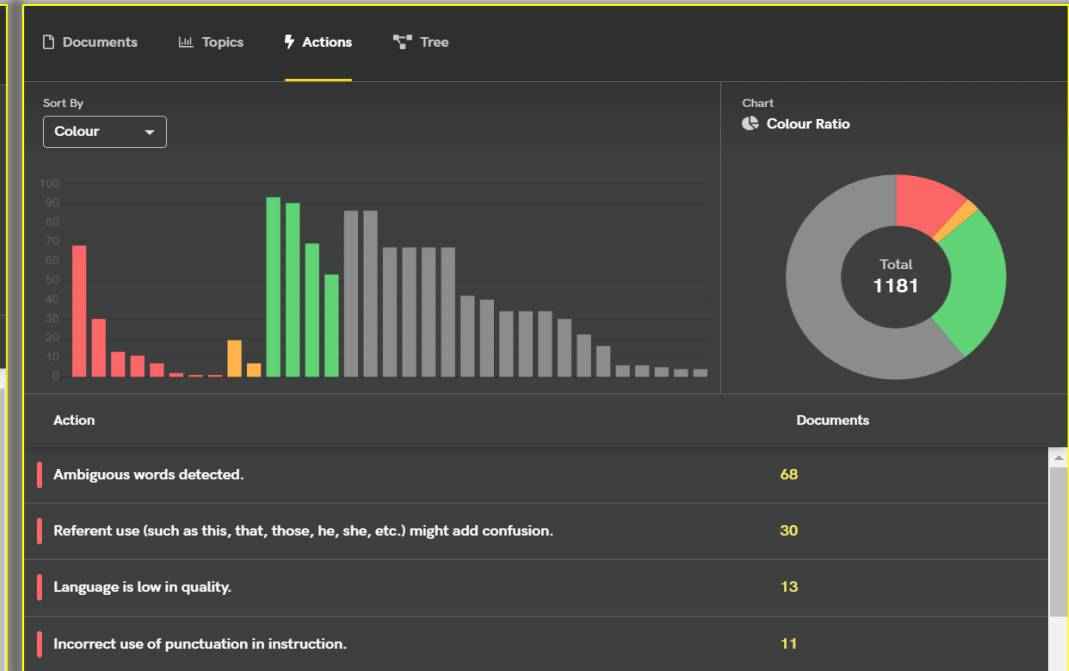 Documents
Topics
Actions
Tree
Sort By
Colour
100
90
80
70
60
50
40
30
20
10
0
Chart
Colour Ratio
Total
1181
Action Documents
Ambiguous words detected. 68
Referent use (such as this, that, those, he, she, etc.) might add confusion. 30
Language is low in quality. 13
Incorrect use of punctuation in instruction. 11